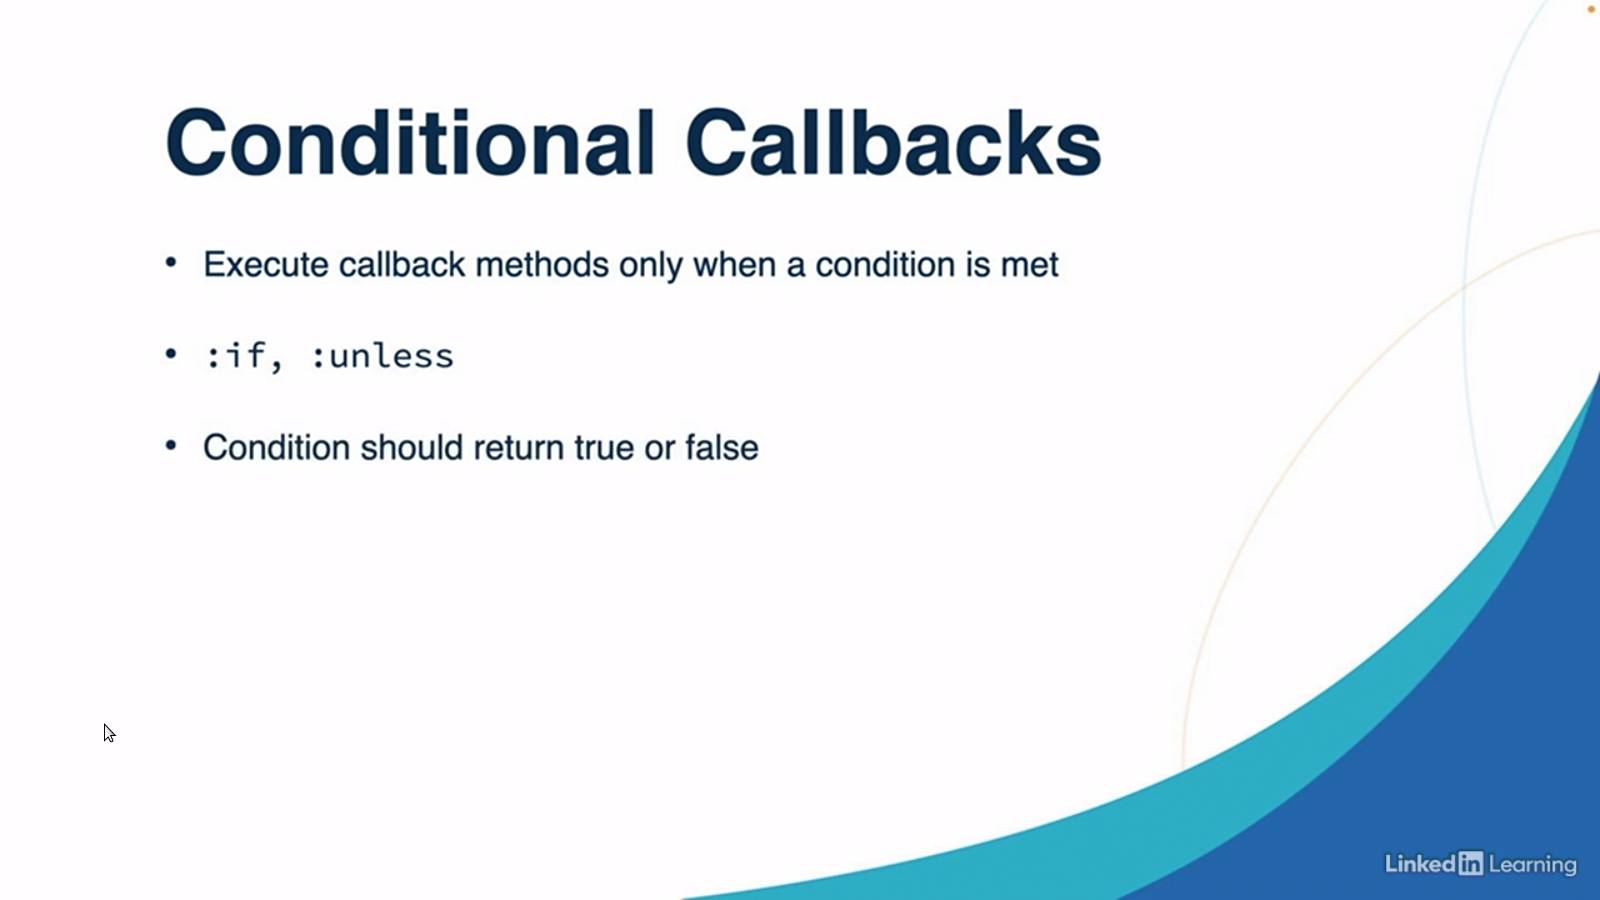 Conditional Callbacks
• Execute callback methods only when a condition is met
• :if, :unless
• Condition should return true or false
Linked in Learning